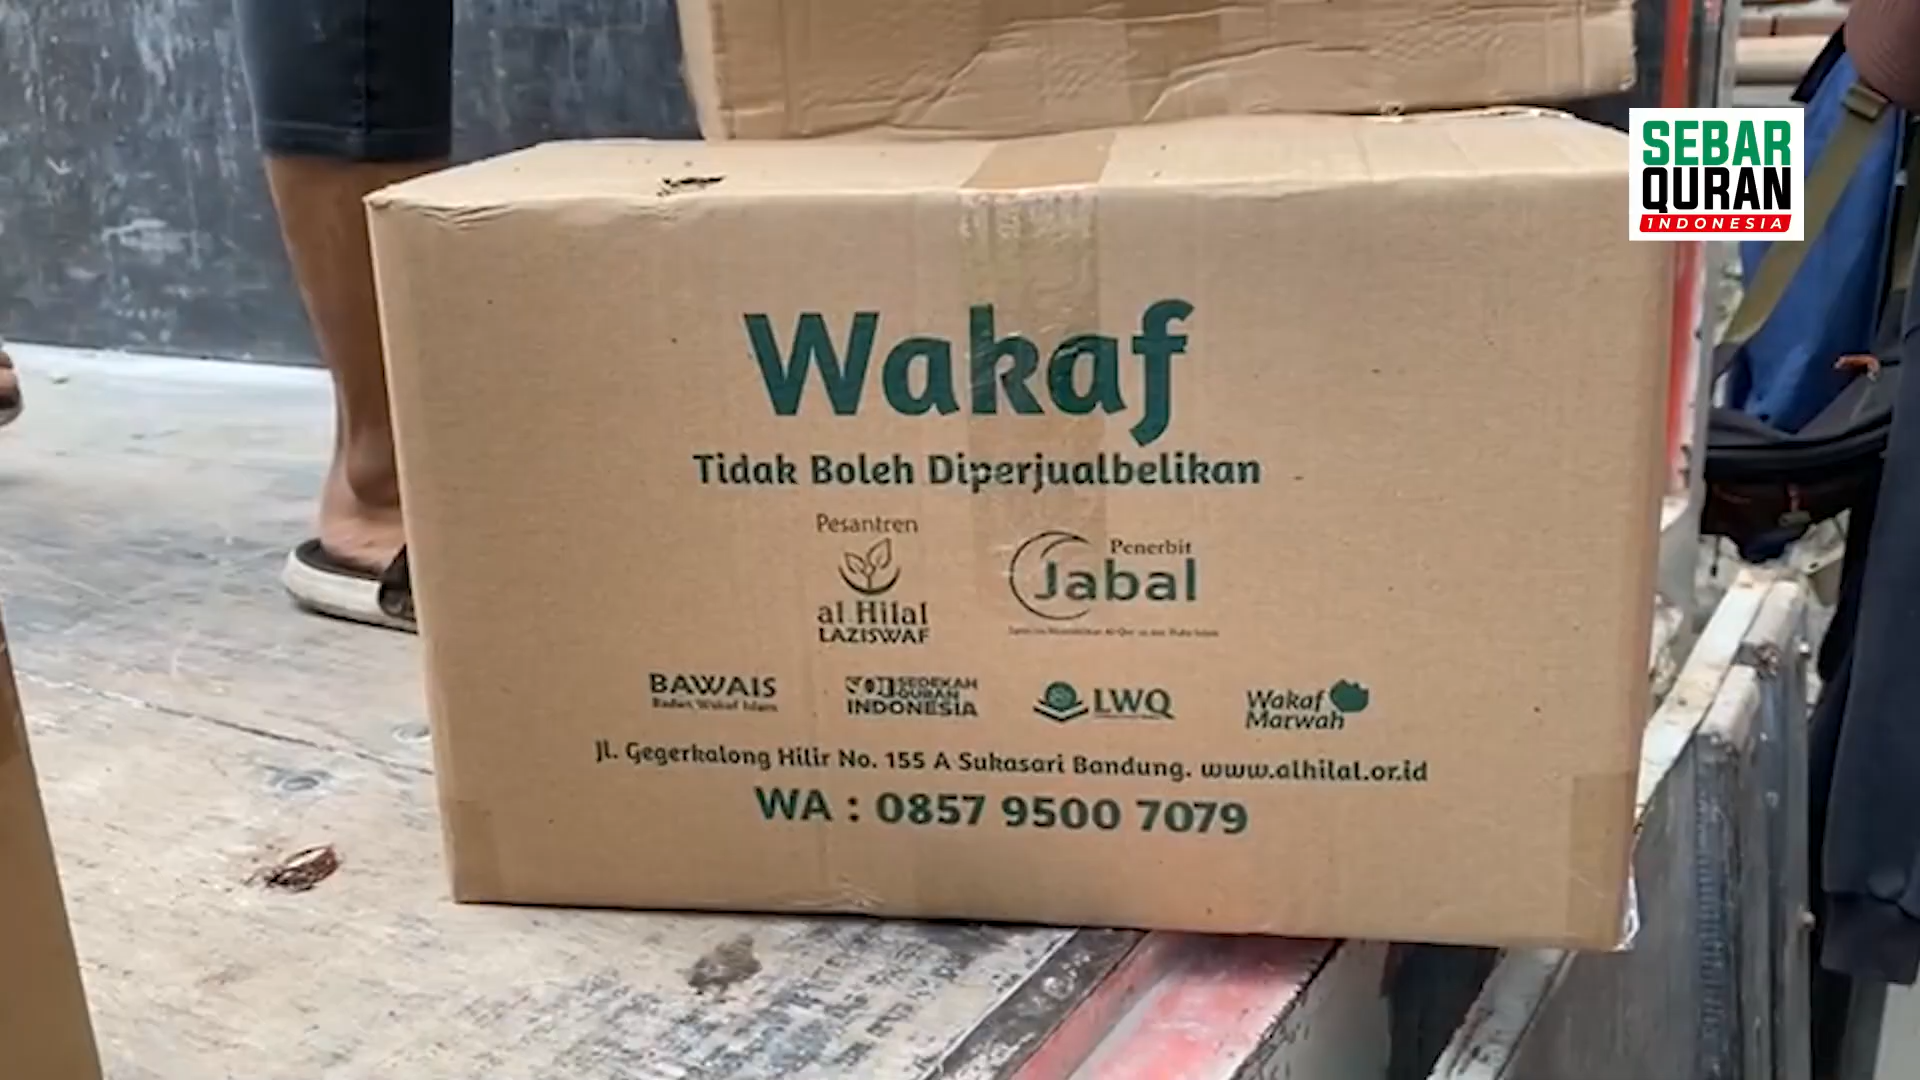 SEBAR
QURAN
INDONESIA
Wakaf
Tidak Boleh Diperjualbelikan
Pesantren
al Hilal
LAZISWAF
Penerbit
Jabal
BAWAIS
Badan Wakaf Islam
SEDEKAH
QURAN
INDONESIA
LWQ
Wakaf
Marwah
Jl. Gegerkalong Hilir No. 155 A Sukasari Bandung. www.alhilal.or.id
WA : 0857 9500 7079